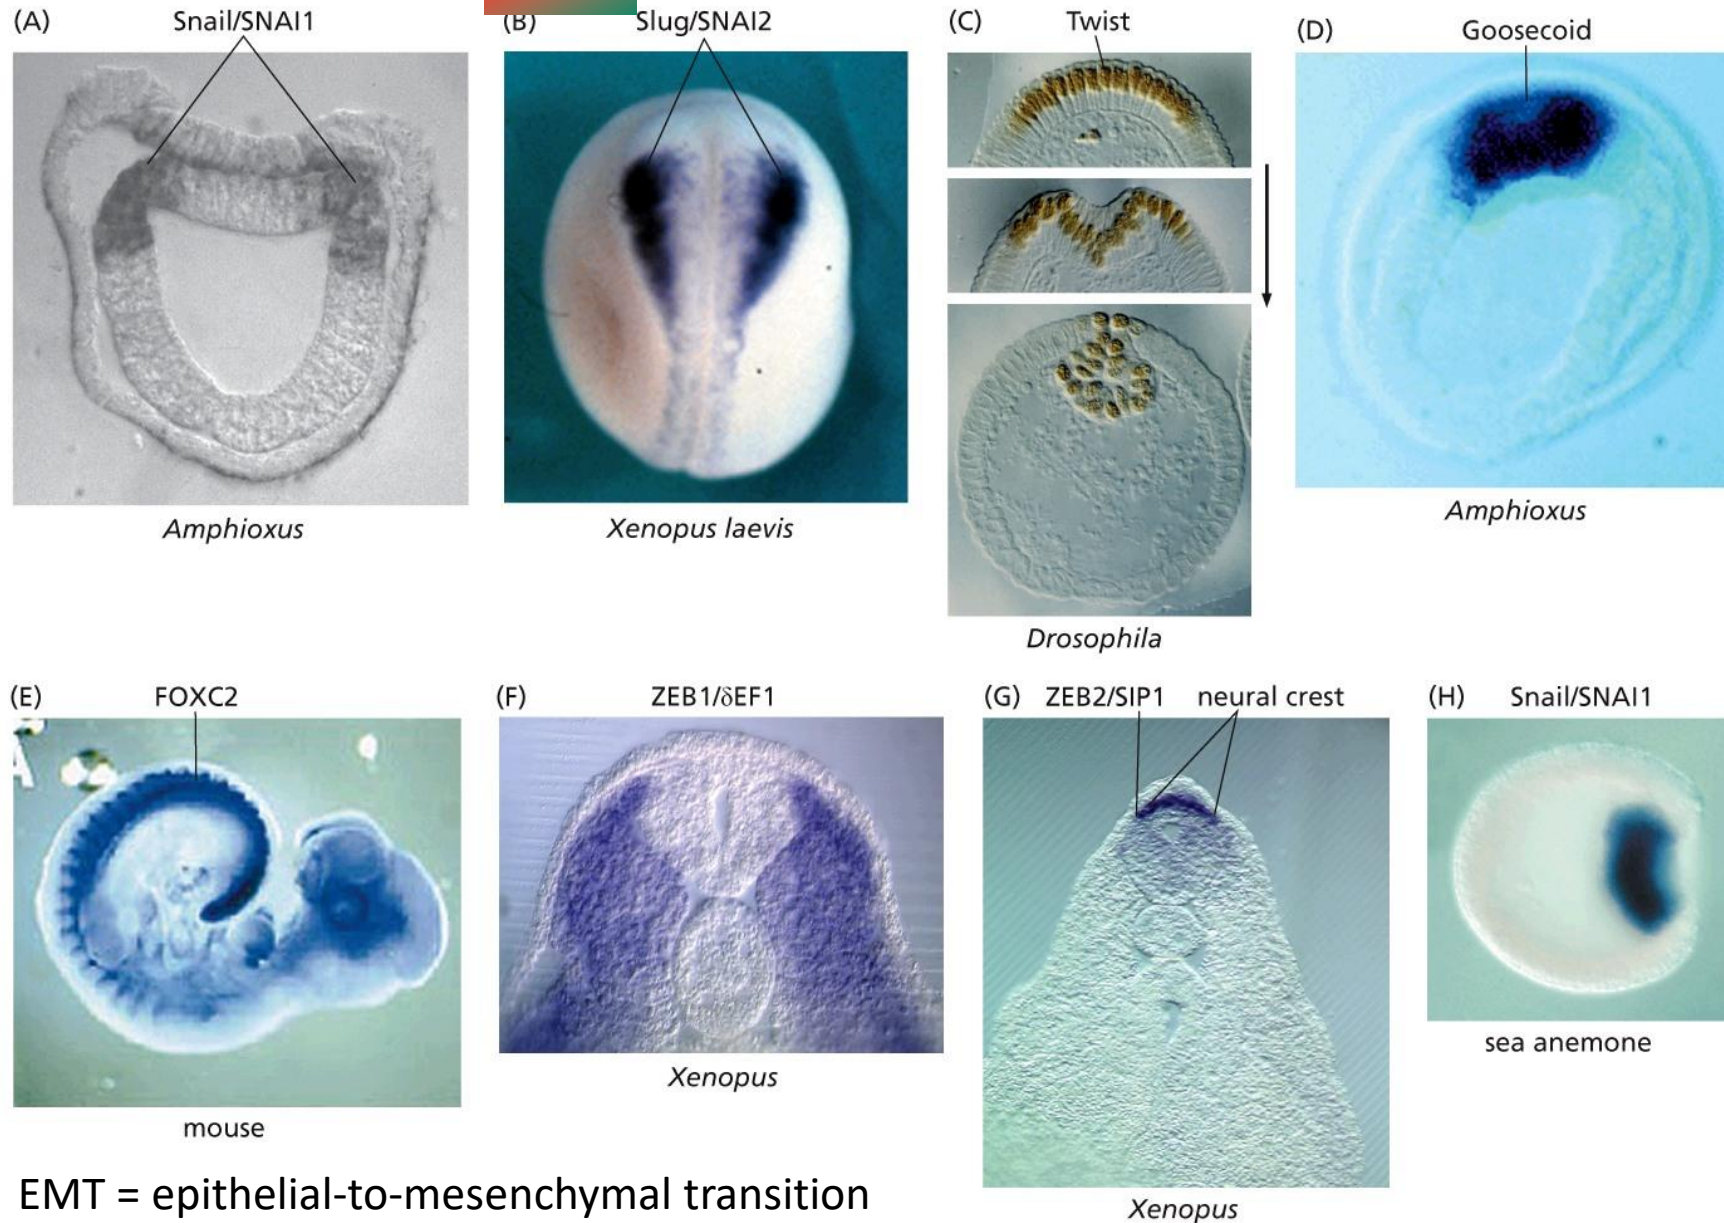 (A) Snail/SNAI1
Amphioxus
(B) Slug/SNAI2
Xenopus laevis
(C) Twist
Drosophila
(D) Goosecoid
Amphioxus
(E) FOXC2
A
mouse
(F) ZEB1/δEF1
Xenopus
(G) ZEB2/SIP1 neural crest
Xenopus
(H) Snail/SNAI1
sea anemone
EMT = epithelial-to-mesenchymal transition